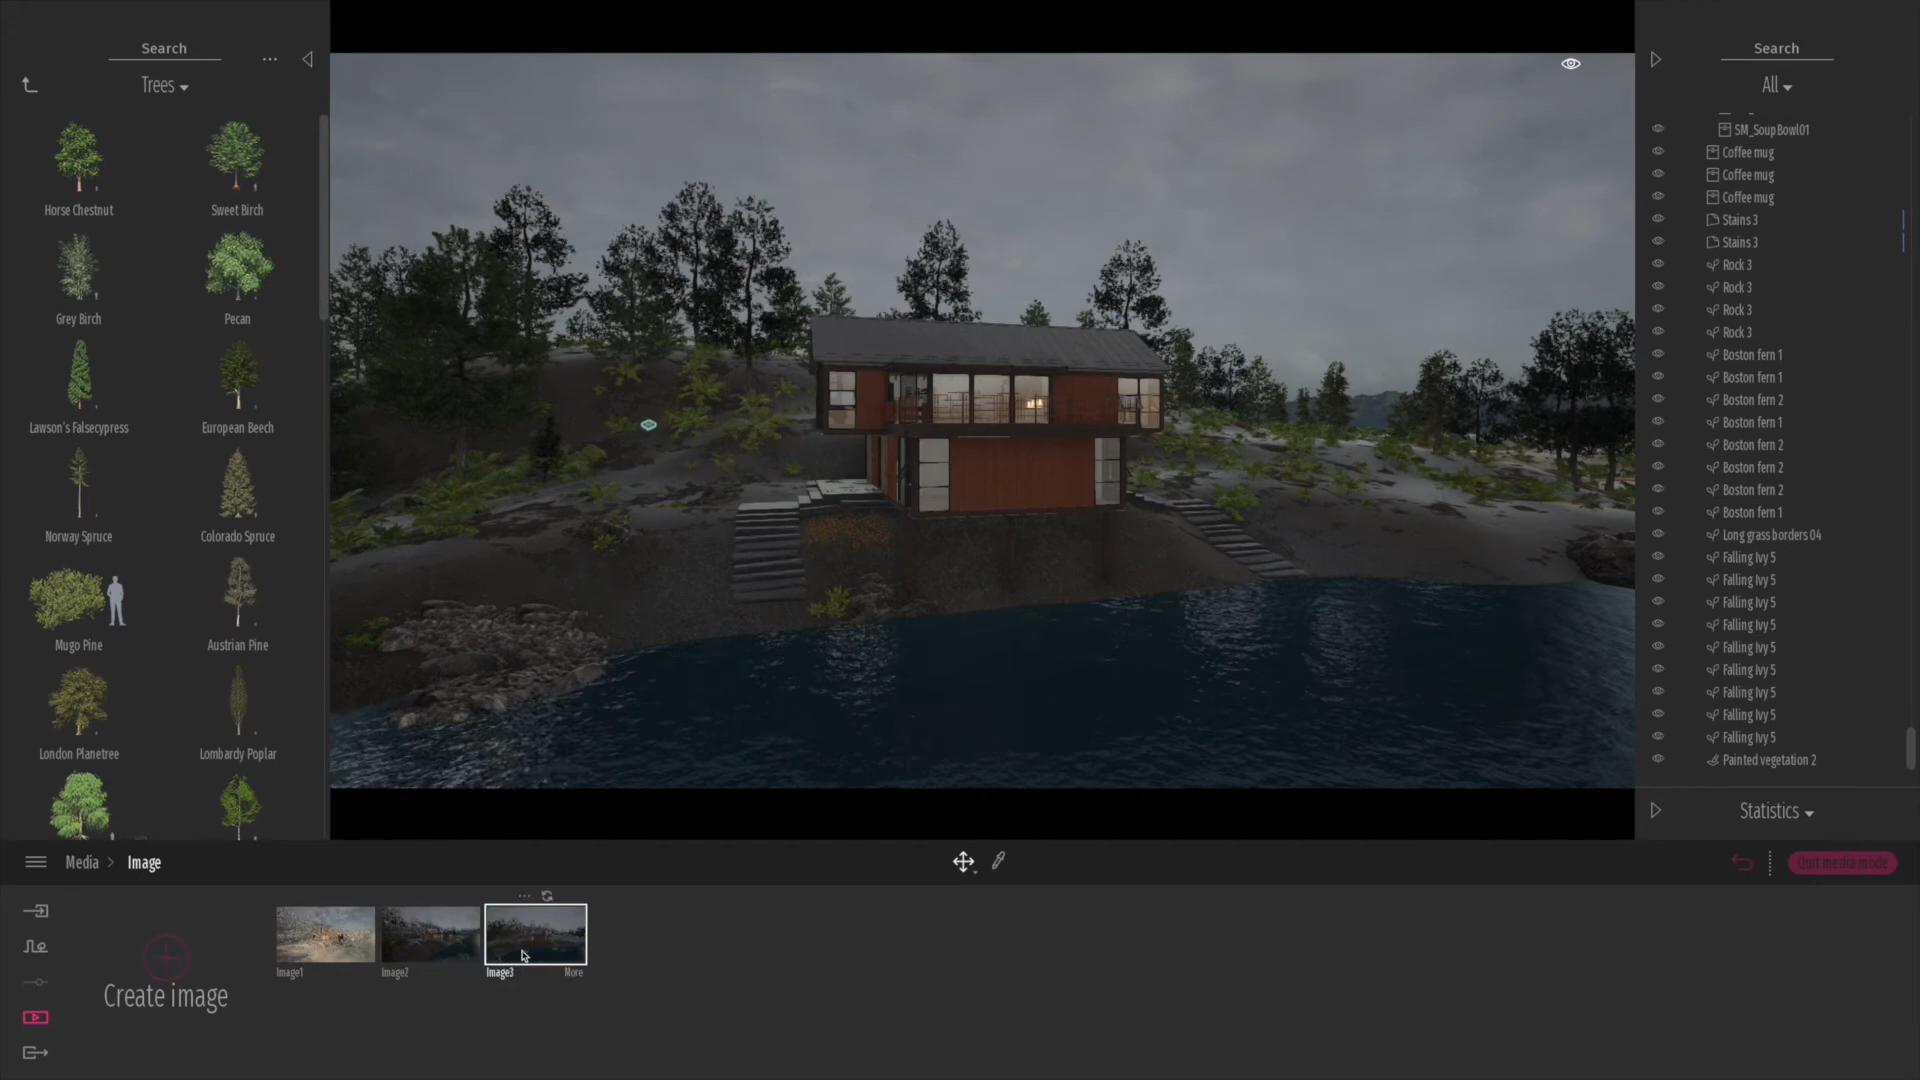 Search
Trees
Horse Chestnut
Sweet Birch
Grey Birch
Pecan
Lawson's Falsecypress
European Beech
Norway Spruce
Colorado Spruce
Mugo Pine
Austrian Pine
London Planetree
Lombardy Poplar
Search
All
SM_SoupBowl01
Coffee mug
Coffee mug
Coffee mug
Stains 3
Stains 3
Rock 3
Rock 3
Rock 3
Rock 3
Boston fern 1
Boston fern 1
Boston fern 2
Boston fern 1
Boston fern 2
Boston fern 2
Boston fern 2
Boston fern 1
Long grass borders 04
Falling Ivy 5
Falling Ivy 5
Falling Ivy 5
Falling Ivy 5
Falling Ivy 5
Falling Ivy 5
Falling Ivy 5
Falling Ivy 5
Falling Ivy 5
Painted vegetation 2
Statistics
Media > Image
Quit media mode
Create image
Image1
Image2
Image3
More